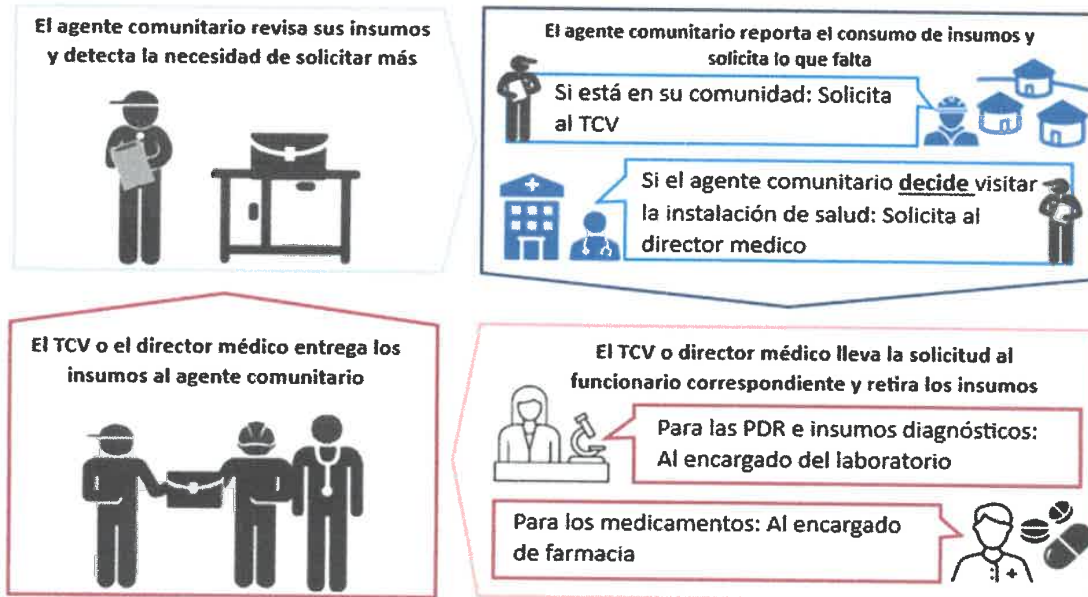 El agente comunitario revisa sus insumos
y detecta la necesidad de solicitar más
El agente comunitario reporta el consumo de insumos y
solicita lo que falta
Si está en su comunidad: Solicita
al TCV
Si el agente comunitario decide visitar
la instalación de salud: Solicita al
director medico
El TCV o director médico lleva la solicitud al
funcionario correspondiente y retira los insumos
Para las PDR e insumos diagnósticos:
Al encargado del laboratorio
Para los medicamentos: Al encargado
de farmacia
El TCV o el director médico entrega los
insumos al agente comunitario